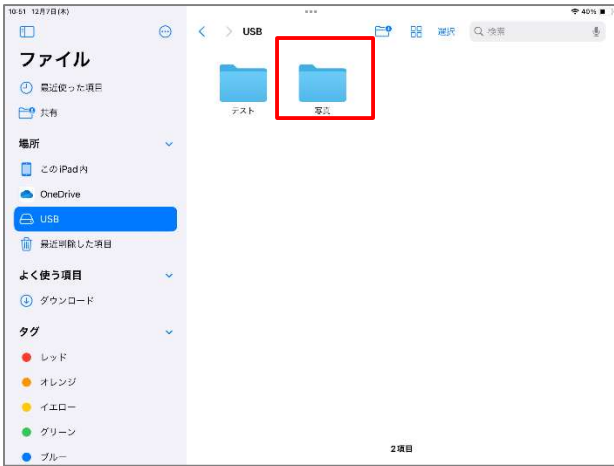 10:51 12月7日(木)
40%
ファイル
最近使った項目
共有
場所
このiPad内
OneDrive
USB
最近削除した項目
よく使う項目
ダウンロード
タグ
レッド
オレンジ
イエロー
グリーン
ブルー
USB
選択
検索
テスト
写真
2項目